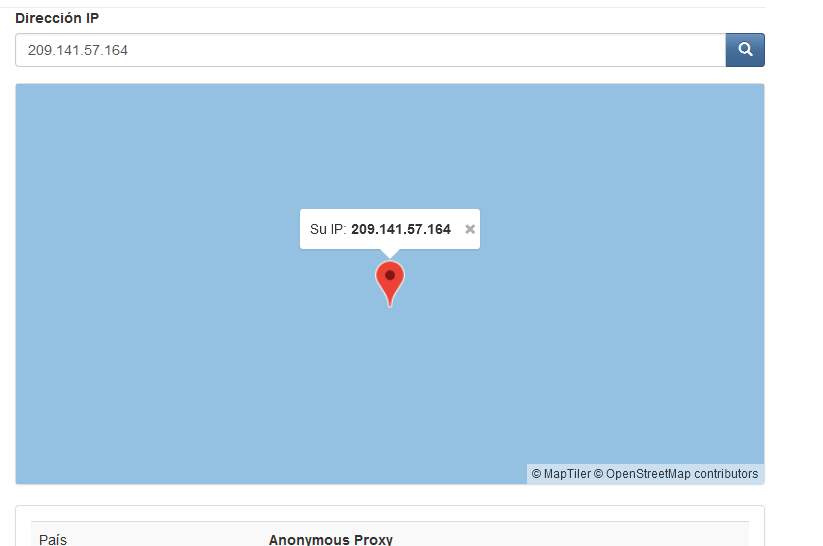 Dirección IP
209.141.57.164
Su IP: 209.141.57.164 ×
© MapTiler © OpenStreetMap contributors
País Anonymous Proxy